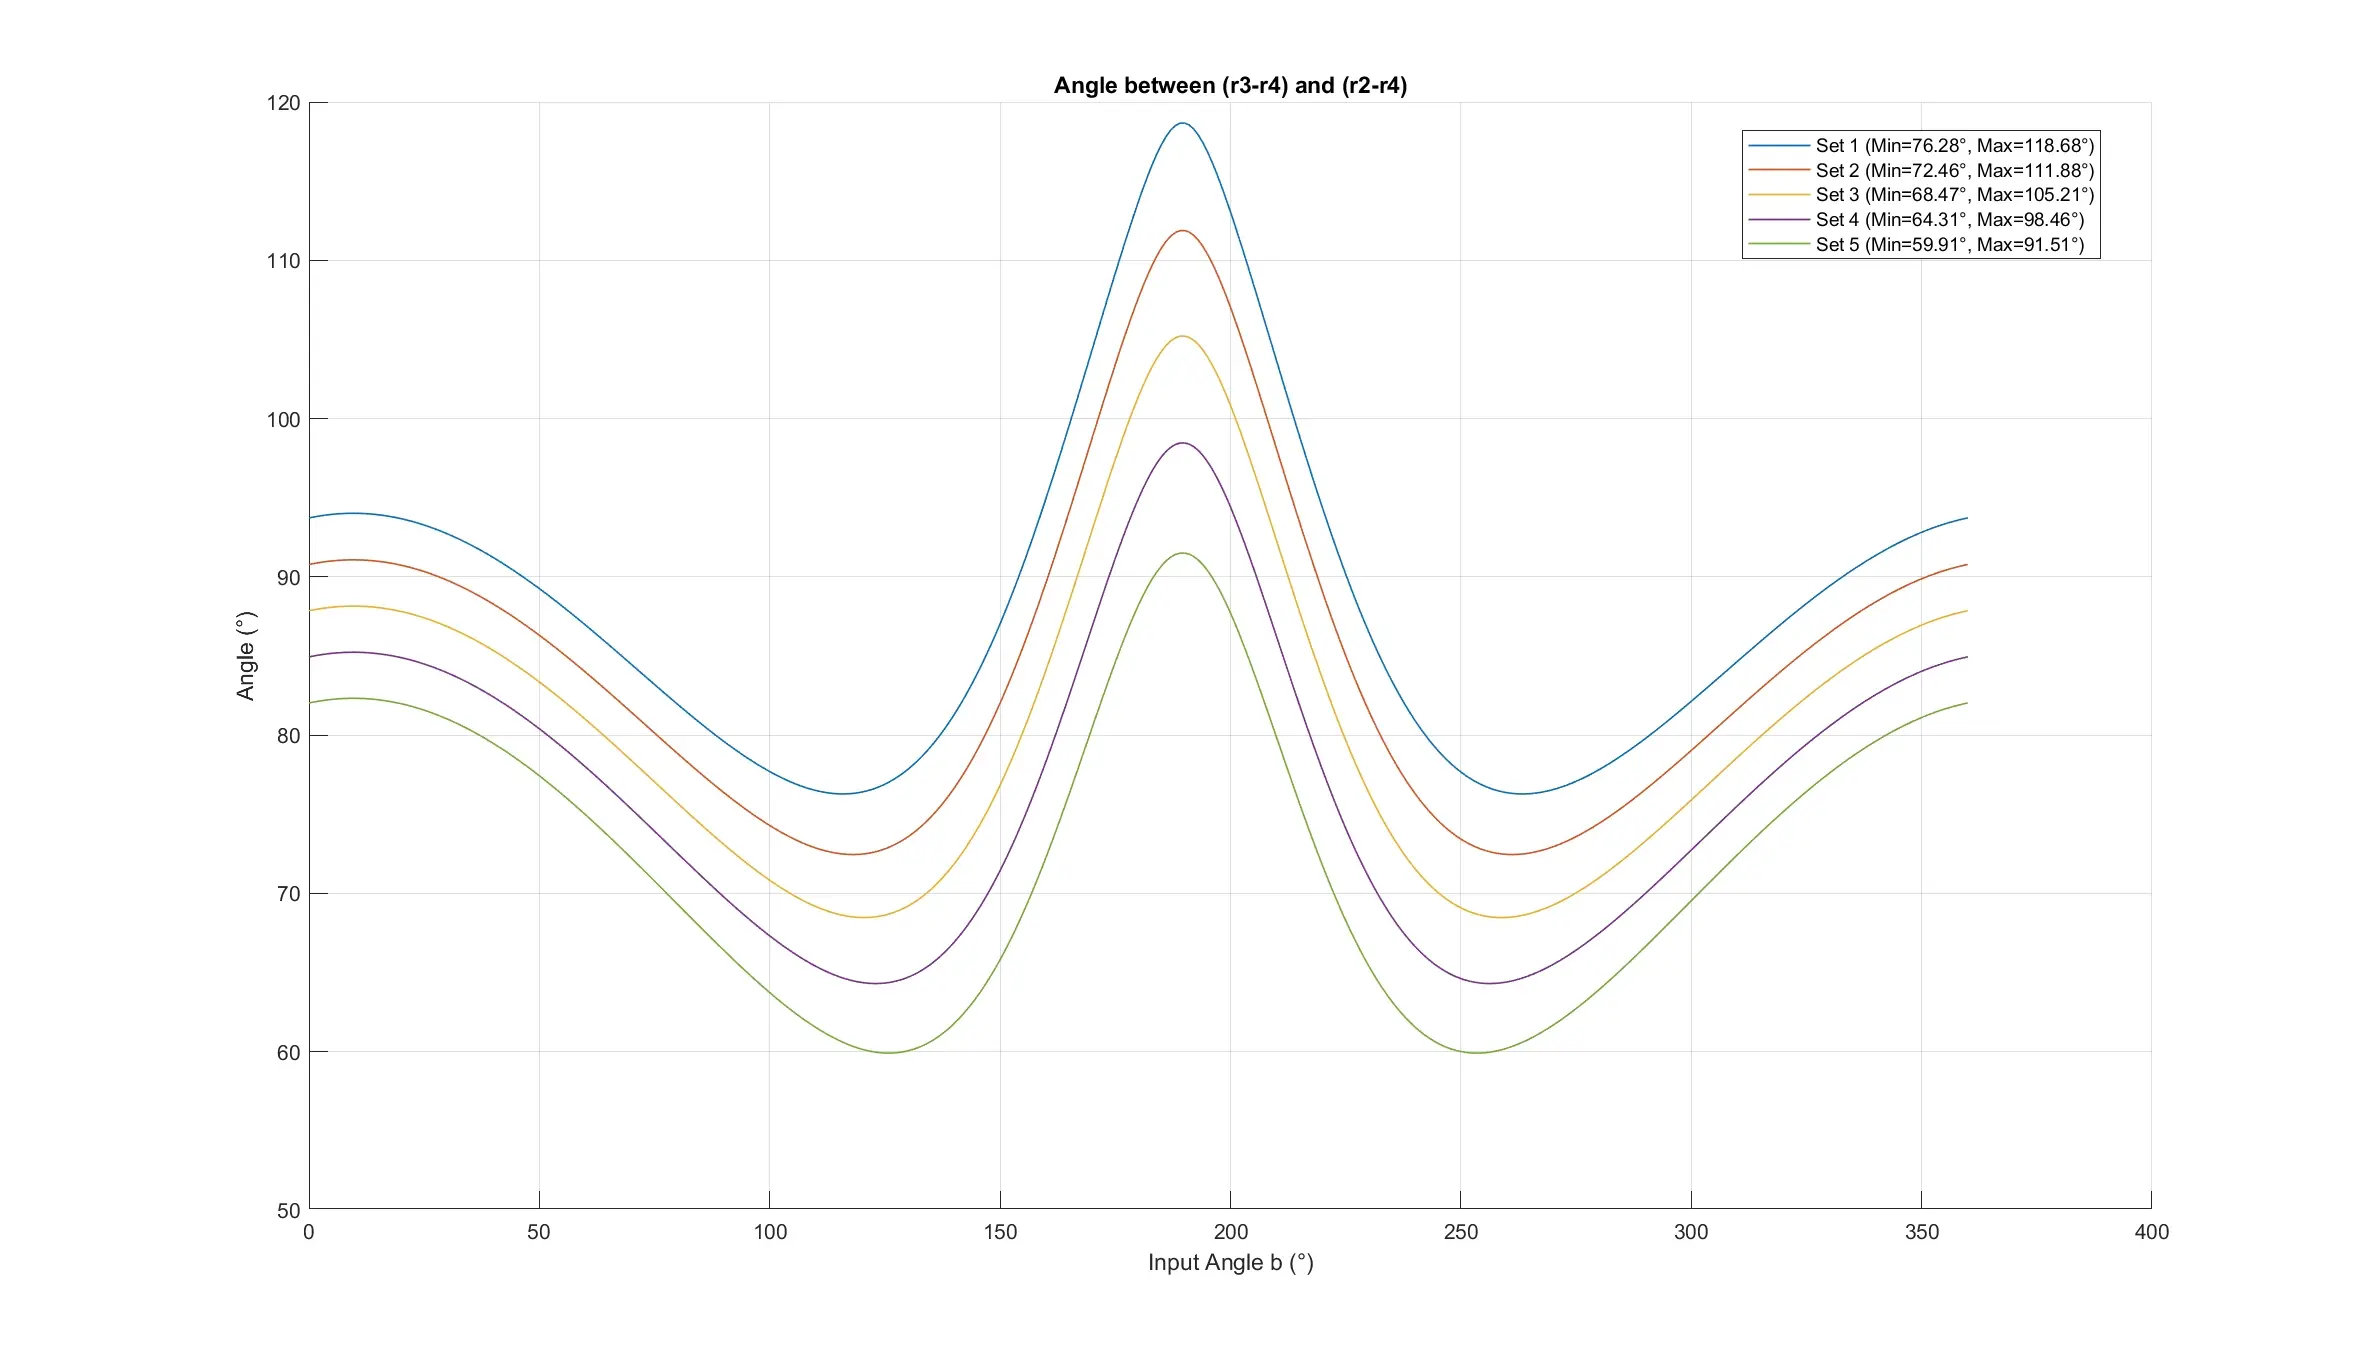 Angle between (r3-r4) and (r2-r4)
Set 1 (Min=76.28°, Max=118.68°)
Set 2 (Min=72.46°, Max=111.88°)
Set 3 (Min=68.47°, Max=105.21°)
Set 4 (Min=64.31°, Max=98.46°)
Set 5 (Min=59.91°, Max=91.51°)
Angle (°)
120
110
100
90
80
70
60
50
0 50 100 150 200 250 300 350 400
Input Angle b (°)